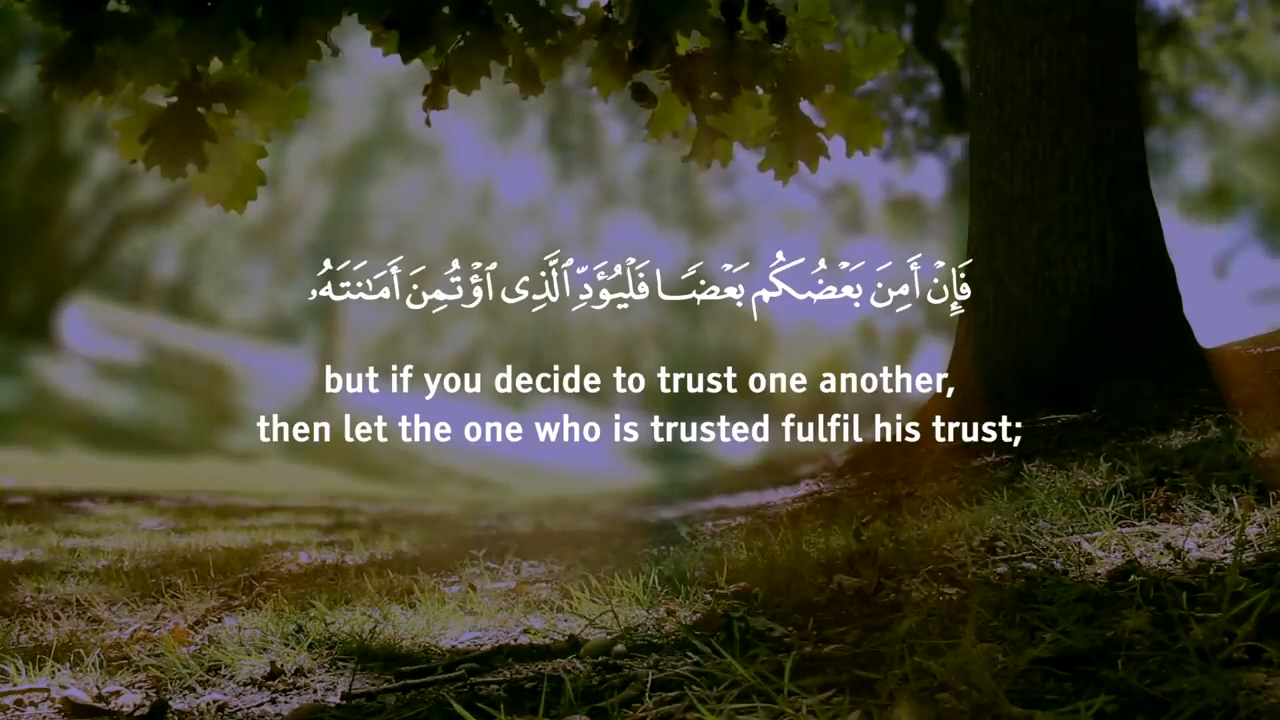 فَإِنْ أَمِنَ بَعْضُكُم بَعْضًا فَلْيُؤَدِّ ٱلَّذِى ٱؤْتُمِنَ أَمَـٰنَتَهُۥ
but if you decide to trust one another,
then let the one who is trusted fulfil his trust;